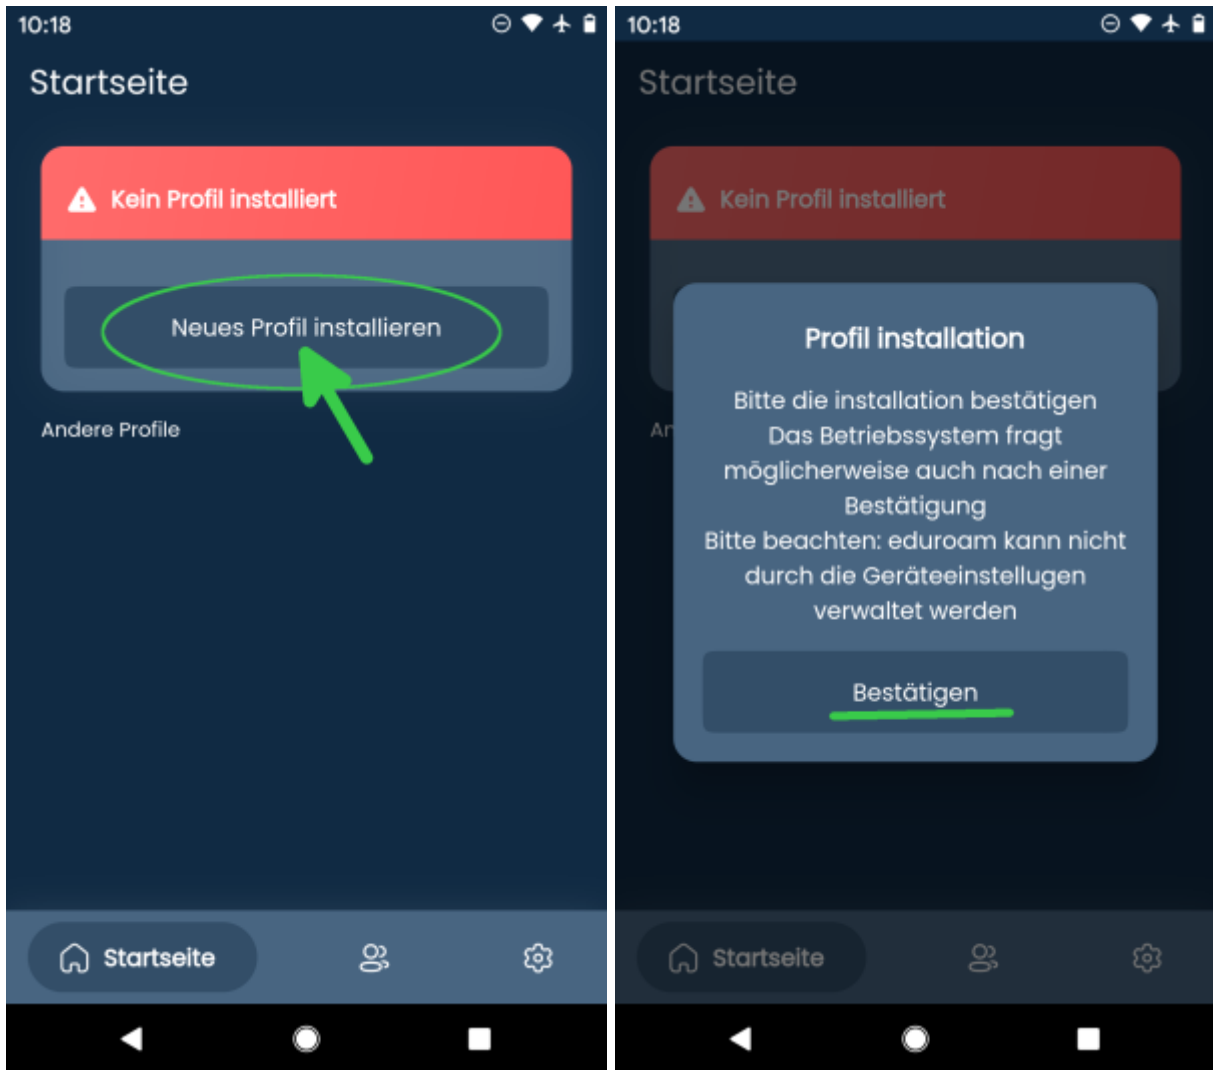 10:18
Startseite
Kein Profil installiert
Neues Profil installieren
Andere Profile
Startseite
10:18
Startseite
Kein Profil installiert
An
Profil installation
Bitte die installation bestätigen
Das Betriebssystem fragt
möglicherweise auch nach einer
Bestätigung
Bitte beachten: eduroam kann nicht
durch die Geräteeinstellugen
verwaltet werden
Bestätigen
Startseite